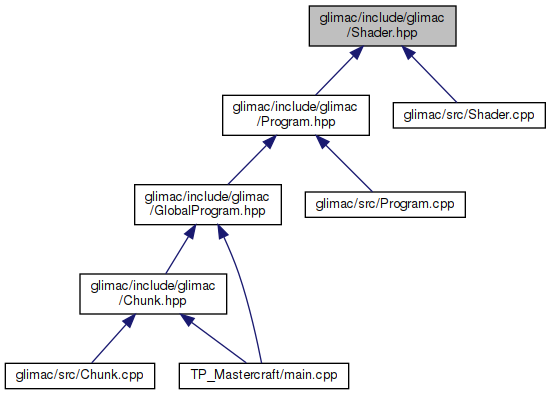 glimac/include/glimac
/Shader.hpp
glimac/include/glimac
/Program.hpp
glimac/src/Shader.cpp
glimac/include/glimac
/GlobalProgram.hpp
glimac/src/Program.cpp
glimac/include/glimac
/Chunk.hpp
glimac/src/Chunk.cpp
TP_Mastercraft/main.cpp